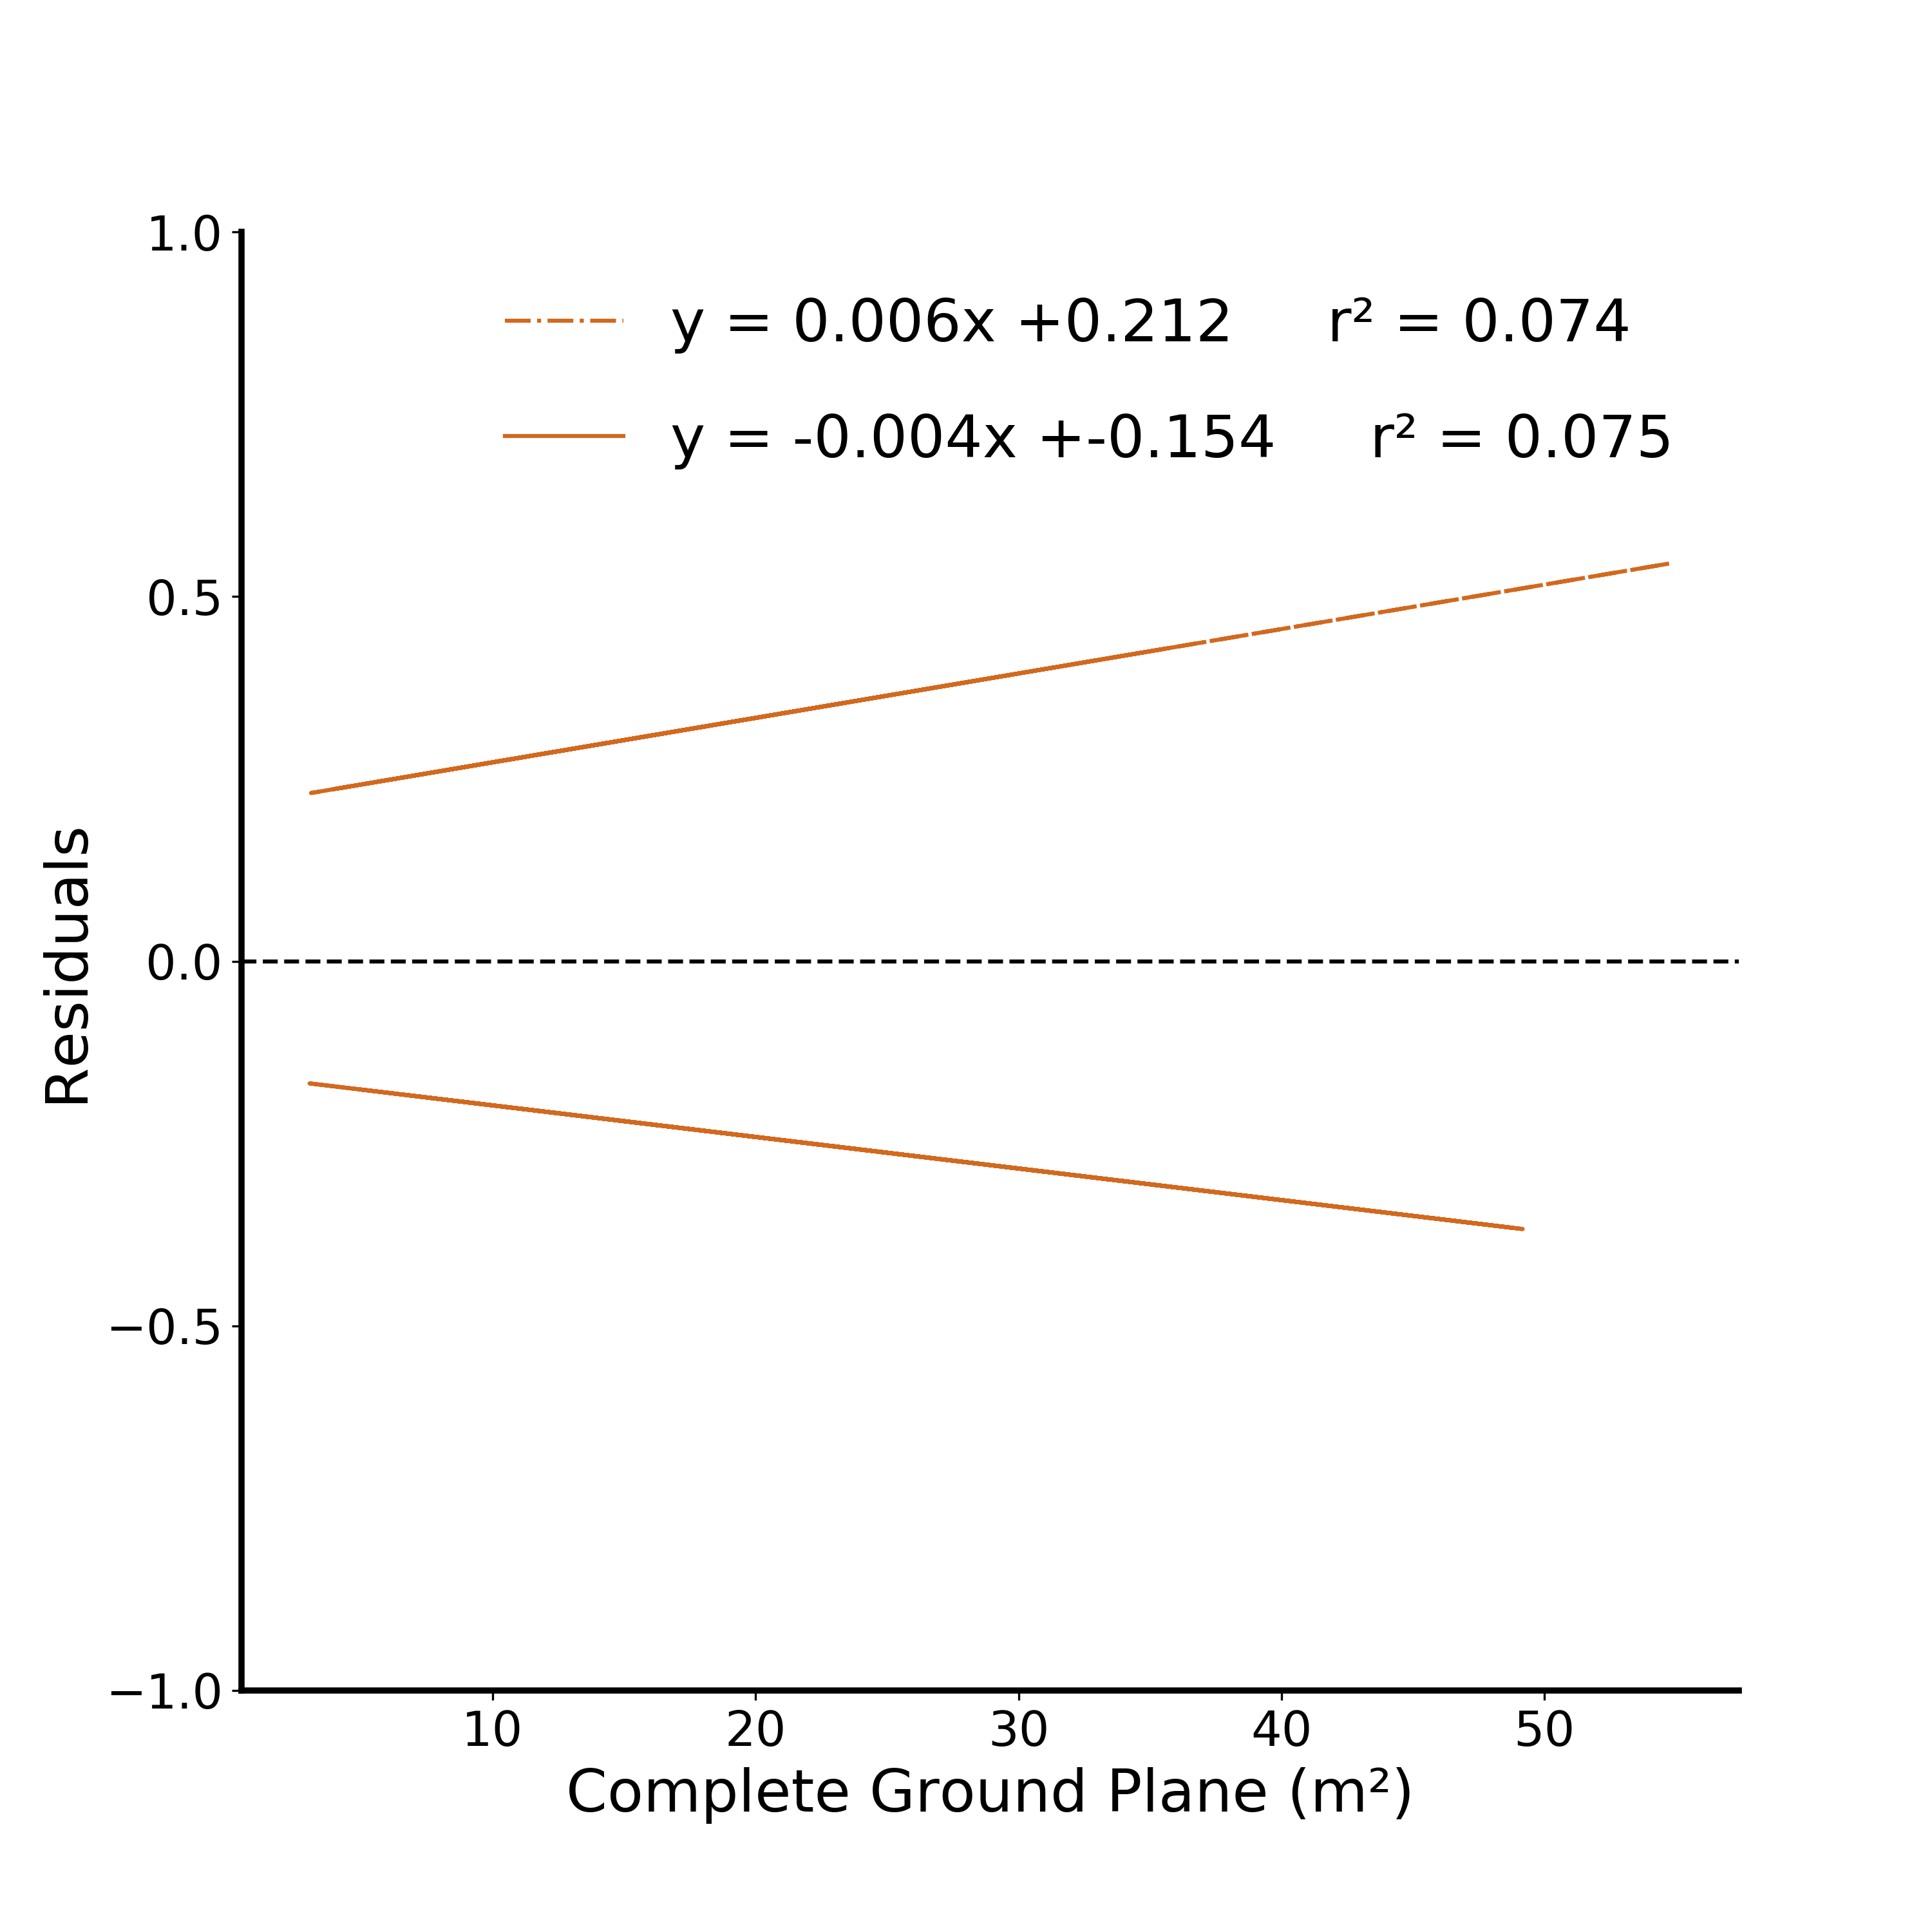 1.0
y = 0.006x +0.212 r² = 0.074
y = -0.004x +-0.154 r² = 0.075
0.5
0.0
Residuals
−0.5
−1.0
10 20 30 40 50
Complete Ground Plane (m²)